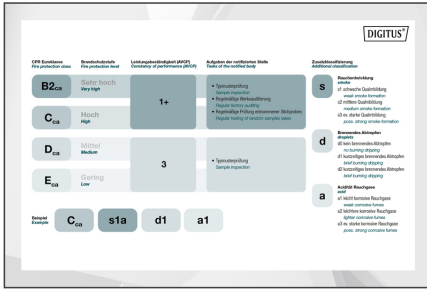 DIGITUS®
CPR Euroklasse
Fire protection class
Brandschutzstufe
Fire protection level
Leistungsbeständigkeit (AVCP)
Constancy of performance (AVCP)
Aufgaben der notifizierten Stelle
Tasks of the notified body
Zusatzklassifizierung
Additional classification
B2ca
Sehr hoch
Very high
Cca
Hoch
High
1+
• Typmusterprüfung
Sample inspection
• Regelmäßige Werksauditierung
Regular factory auditing
• Regelmäßige Prüfung entnommener Stichproben
Regular testing of random samples taken
Dca
Mittel
Medium
Eca
Gering
Low
3
• Typmusterprüfung
Sample inspection
Beispiel
Example
Cca
s1a
d1
a1
s
Rauchentwicklung
smoke
s1 schwache Qualmbildung
weak smoke formation
s2 mittlere Qualmbildung
medium smoke formation
s3 ev. starke Qualmbildung
poss. strong smoke formation
d
Brennendes Abtropfen
droplets
d0 kein brennendes Abtropfen
no burning dripping
d1 kurzzeitiges brennendes Abtropfen
brief burning dripping
d2 kurzzeitiges brennendes Abtropfen
brief burning dripping
a
Acidität Rauchgase
acid
a1 leicht korrosive Rauchgase
weak corrosive fumes
a2 leichtere korrosive Rauchgase
lighter corrosive fumes
a3 ev. starke korrosive Rauchgase
poss. strong corrosive fumes